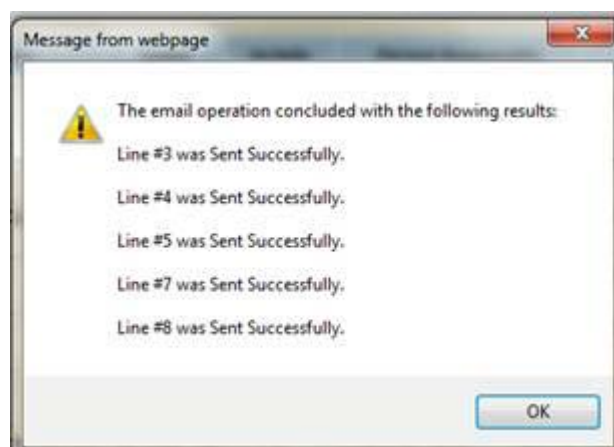 Message from webpage
The email operation concluded with the following results:
Line #3 was Sent Successfully.
Line #4 was Sent Successfully.
Line #5 was Sent Successfully.
Line #7 was Sent Successfully.
Line #8 was Sent Successfully.
OK